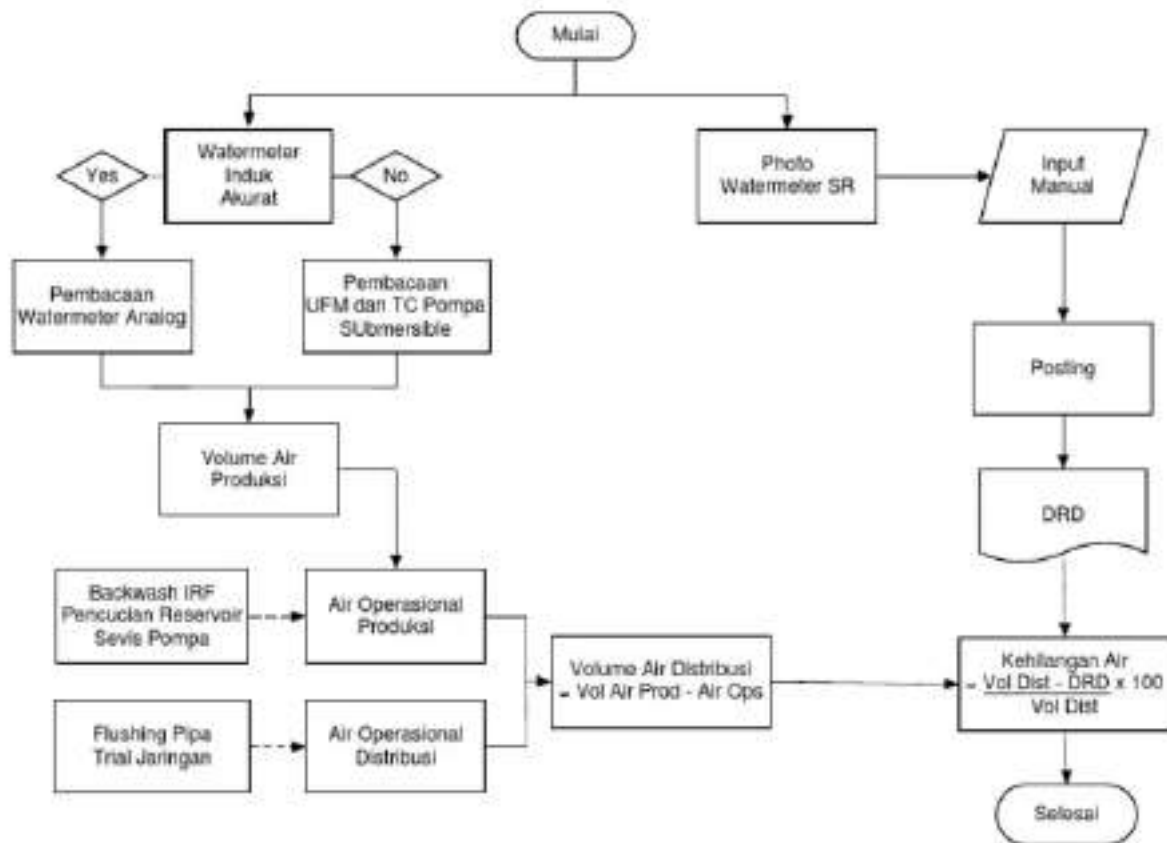 Mulai
Watermeter
Induk
Akurat
Yes
No
Photo
Watermeter SR
Input
Manual
Pembacaan
Watermeter Analog
Pembacaan
UFM dan TC Pompa
SUbmersible
Posting
Volume Air
Produksi
DRD
Backwash IRF
Pencucian Reservoir
Sevis Pompa
Air Operasional
Produksi
Volume Air Distribusi
= Vol Air Prod - Air Ops
Kehilangan Air
= Vol Dist - DRD x 100
Vol Dist
Flushing Pipa
Trial Jaringan
Air Operasional
Distribusi
Selesai